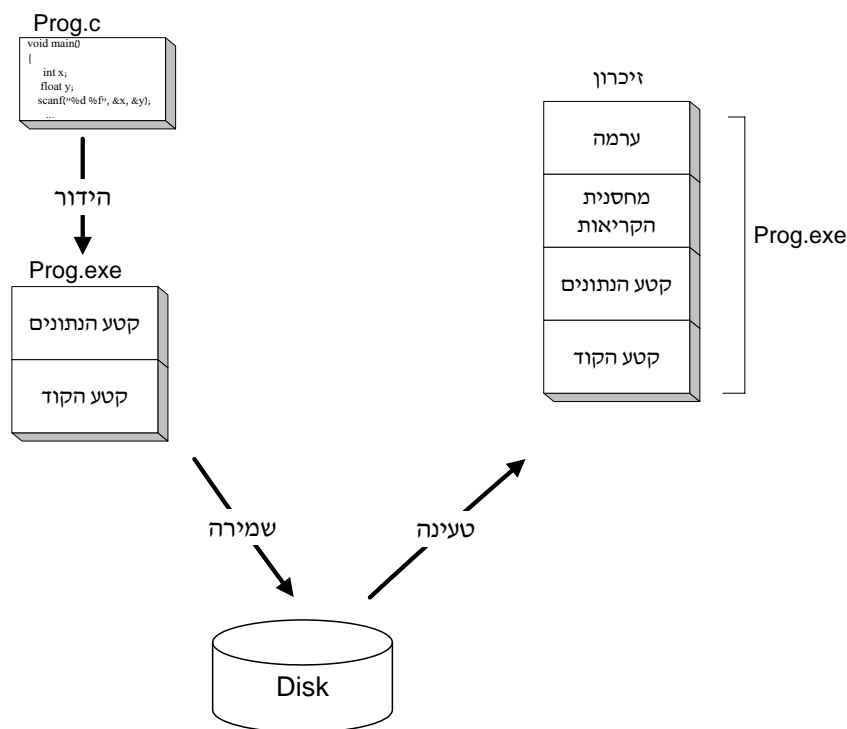 Prog.c
void main()
{
int x;
float y;
scanf("%d %f", &x, &y);
...
הידור
Prog.exe
קטע הנתונים
קטע הקוד
שמירה
Disk
טעינה
זיכרון
ערמה
מחסנית
הקריאות
קטע הנתונים
קטע הקוד
Prog.exe